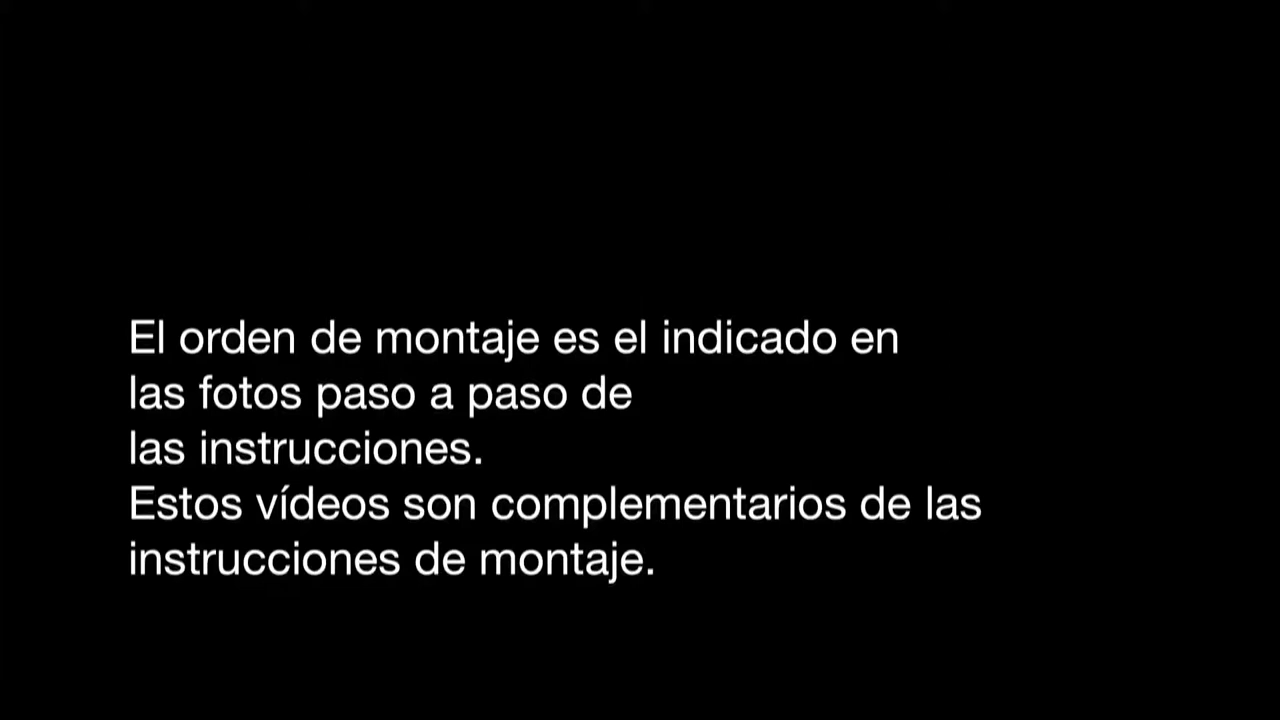 El orden de montaje es el indicado en
las fotos paso a paso de
las instrucciones.
Estos vídeos son complementarios de las
instrucciones de montaje.